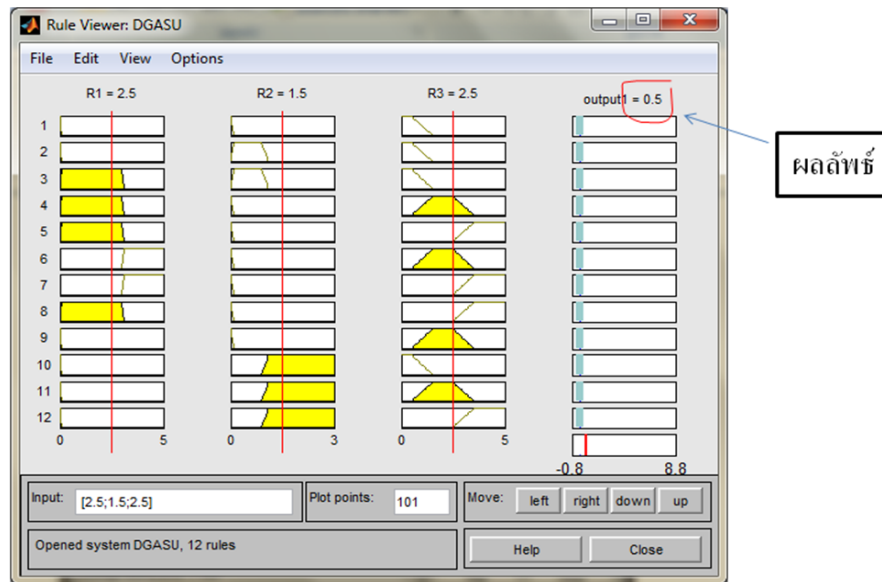 Rule Viewer: DGASU
File Edit View Options
R1 = 2.5 R2 = 1.5 R3 = 2.5 output1 = 0.5
1
2
3
4
5
6
7
8
9
10
11
12
0 5 0 3 0 5
-0.8 8.8
ผลลัพธ์
Input: [2.5;1.5;2.5] Plot points: 101 Move: left right down up
Opened system DGASU, 12 rules Help Close